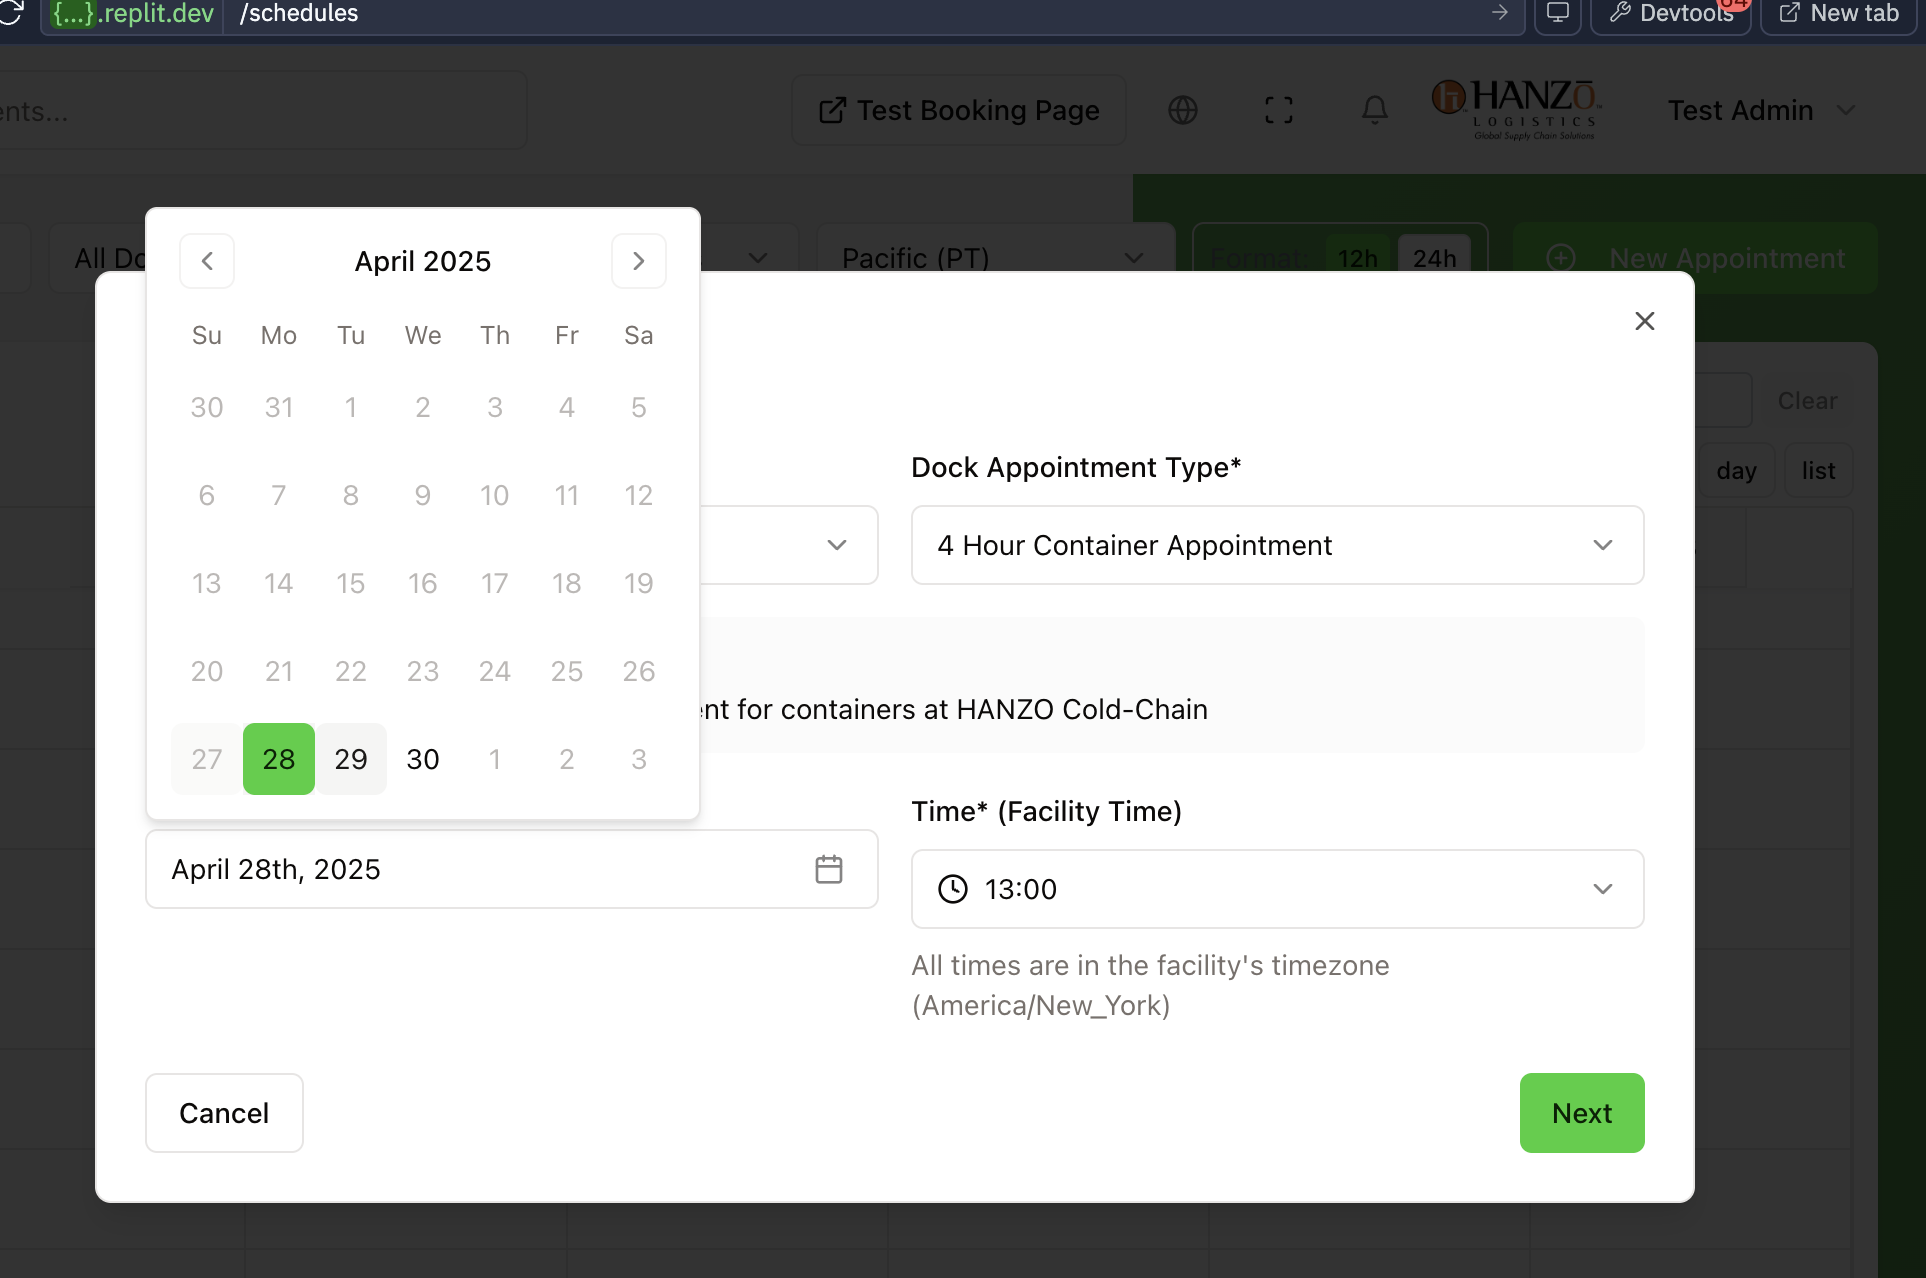 {...}.replit.dev /schedules
64
Devtools
New tab
ents...
Test Booking Page
HANZŌ
LOGISTICS
Global Supply Chain Solutions
Test Admin
All Do
Pacific (PT)
Format: 12h 24h
New Appointment
April 2025
Su Mo Tu We Th Fr Sa
30 31 1 2 3 4 5
6 7 8 9 10 11 12
13 14 15 16 17 18 19
20 21 22 23 24 25 26
27 28 29 30 1 2 3
Clear
day list
Dock Appointment Type*
4 Hour Container Appointment
ent for containers at HANZO Cold-Chain
April 28th, 2025
Time* (Facility Time)
13:00
All times are in the facility's timezone
(America/New_York)
Cancel
Next